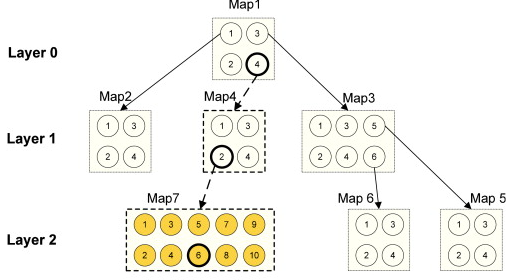 Map1
1 3
Layer 0
2 4
Map2 Map4 Map3
1 3 1 3 1 3 5
Layer 1
2 4 2 4 2 4 6
Map7 Map 6 Map 5
1 3 5 7 9 1 3 1 3
Layer 2
2 4 6 8 10 2 4 2 4